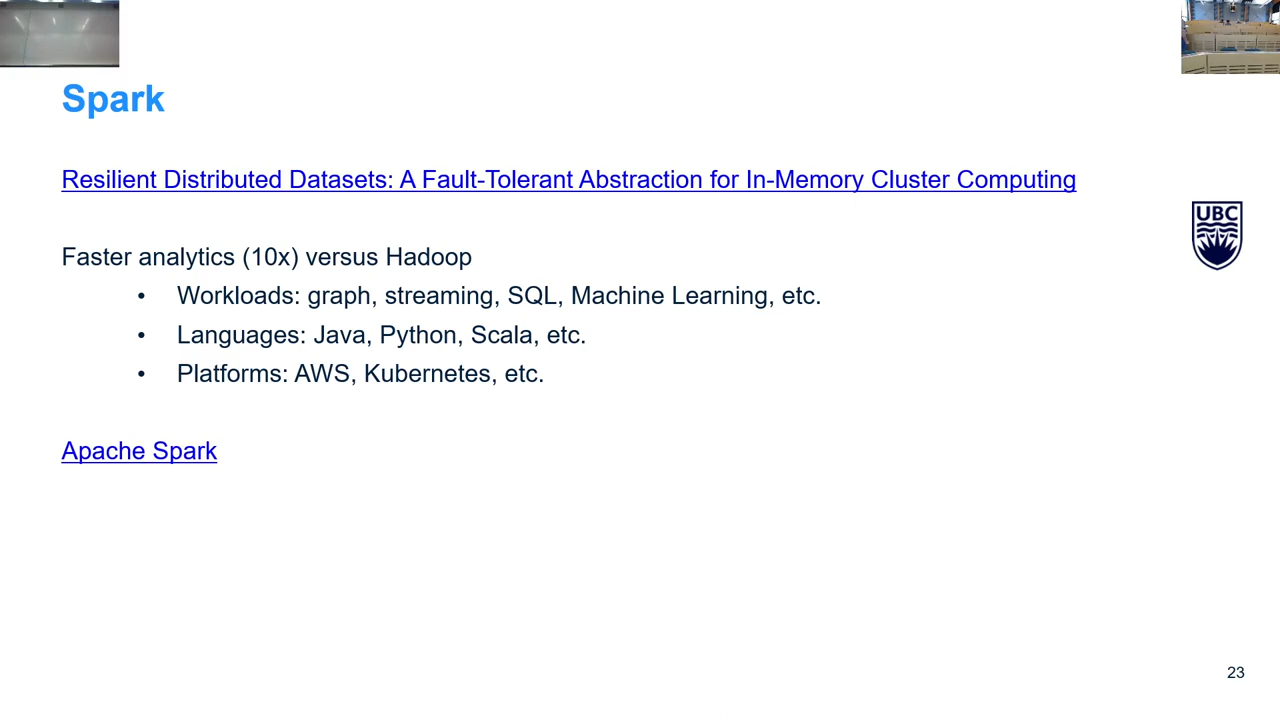 Spark
Resilient Distributed Datasets: A Fault-Tolerant Abstraction for In-Memory Cluster Computing
UBC
Faster analytics (10x) versus Hadoop
• Workloads: graph, streaming, SQL, Machine Learning, etc.
• Languages: Java, Python, Scala, etc.
• Platforms: AWS, Kubernetes, etc.
Apache Spark
23